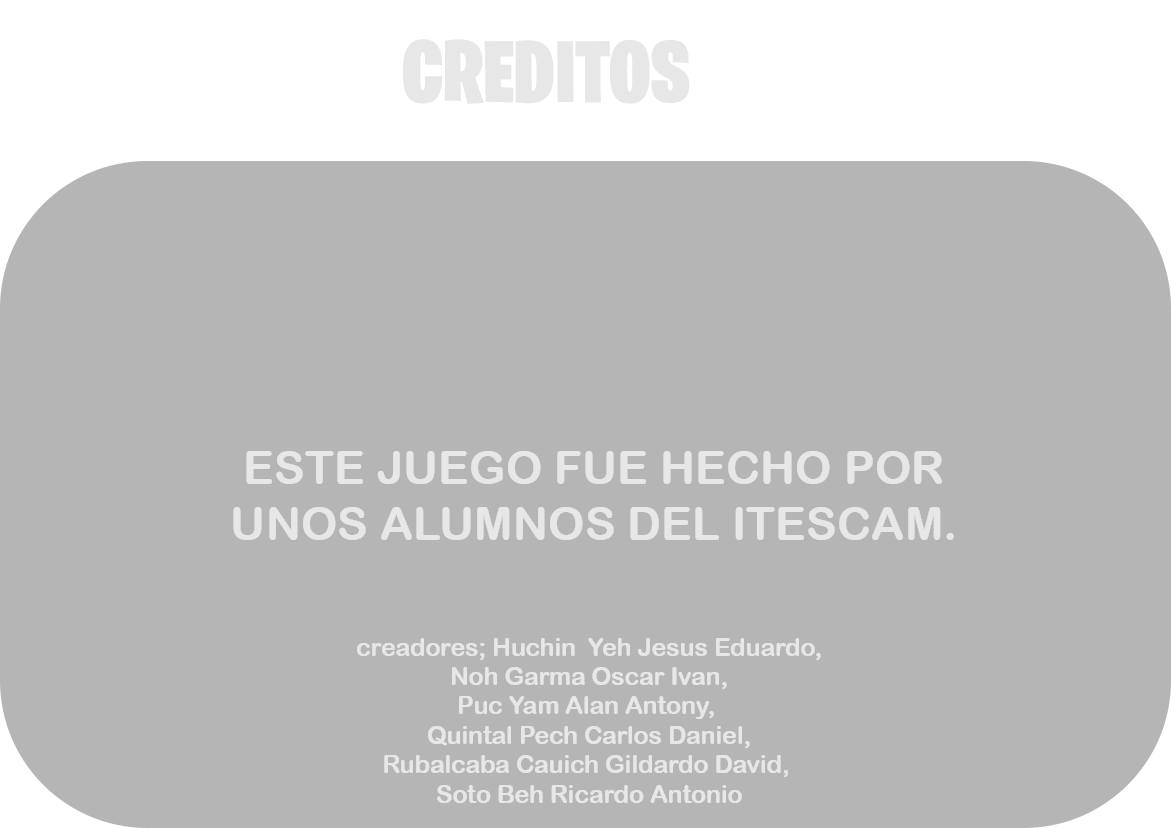 CREDITOS
ESTE JUEGO FUE HECHO POR
UNOS ALUMNOS DEL ITESCAM.
creadores; Huchin  Yeh Jesus Eduardo,
Noh Garma Oscar Ivan,
Puc Yam Alan Antony,
Quintal Pech Carlos Daniel,
Rubalcaba Cauich Gildardo David,
Soto Beh Ricardo Antonio